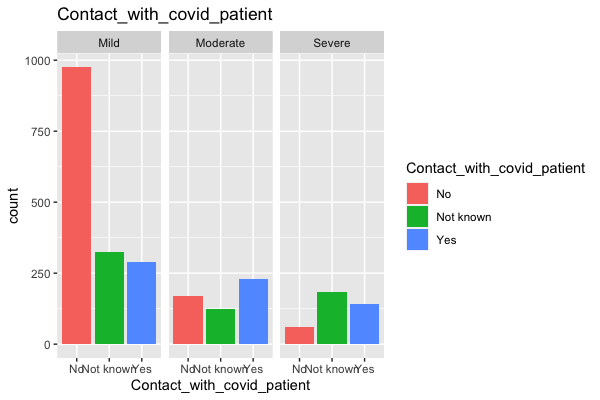 Contact_with_covid_patient
Mild Moderate Severe
1000
750
500
250
0
count
No Not known Yes No Not known Yes No Not known Yes
Contact_with_covid_patient
Contact_with_covid_patient
No
Not known
Yes